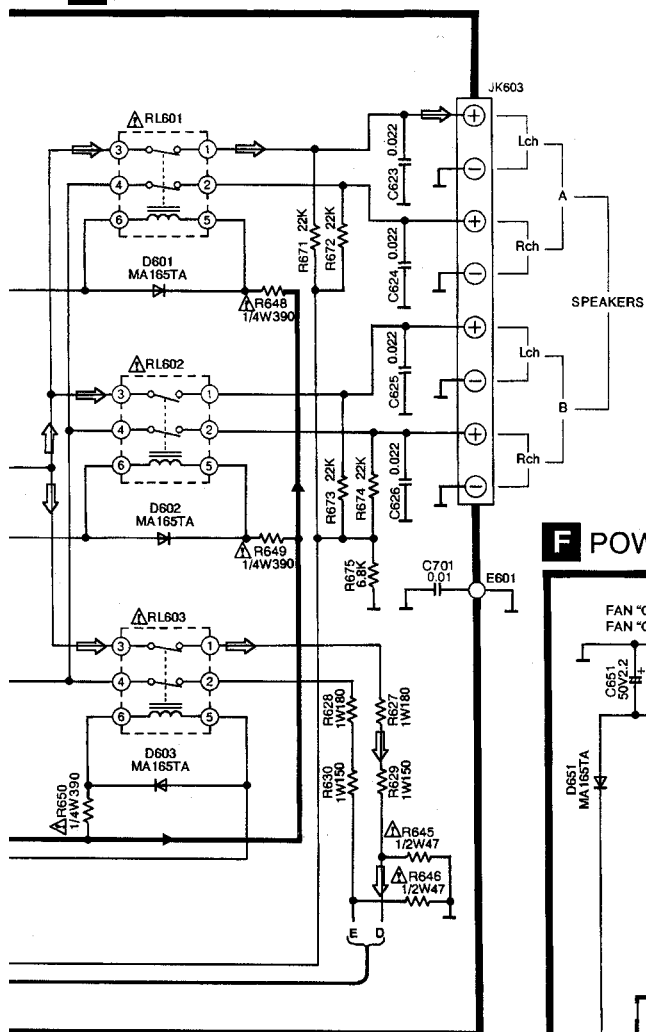 JK603
RL601
3
1
4
2
6
5
D601
MA165TA
R648
1/4W390
R671 22K
R672 22K
C623 0.022
C624 0.022
+
−
+
−
+
−
+
−
Lch
Rch
A
SPEAKERS
Lch
Rch
B
RL602
3
1
4
2
6
5
D602
MA165TA
R649
1/4W390
R673 22K
R674 22K
C625 0.022
C626 0.022
R675
6.8K
C701
0.01
E601
F POW
FAN "C
FAN "C
C651
50V2.2
+
D651
MA165TA
RL603
3
1
4
2
6
5
D603
MA165TA
R650
1/4W390
R628
1W180
R627
1W180
R630
1W150
R629
1W150
R645
1/2W47
R646
1/2W47
E D